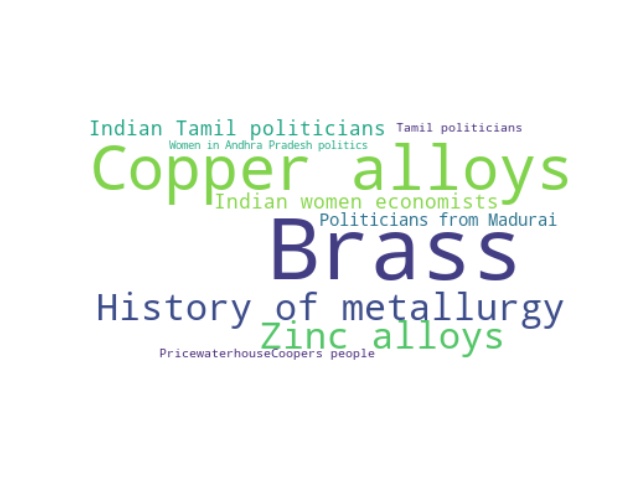 Indian Tamil politicians
Tamil politicians
Women in Andhra Pradesh politics
Copper alloys
Indian women economists
Politicians from Madurai
Brass
History of metallurgy
Zinc alloys
PricewaterhouseCoopers people